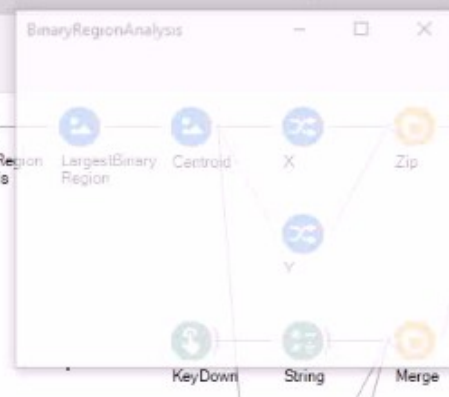 BinaryRegionAnalysis
Region LargestBinary Centroid X Zip
s Region
Y
KeyDown String Merge